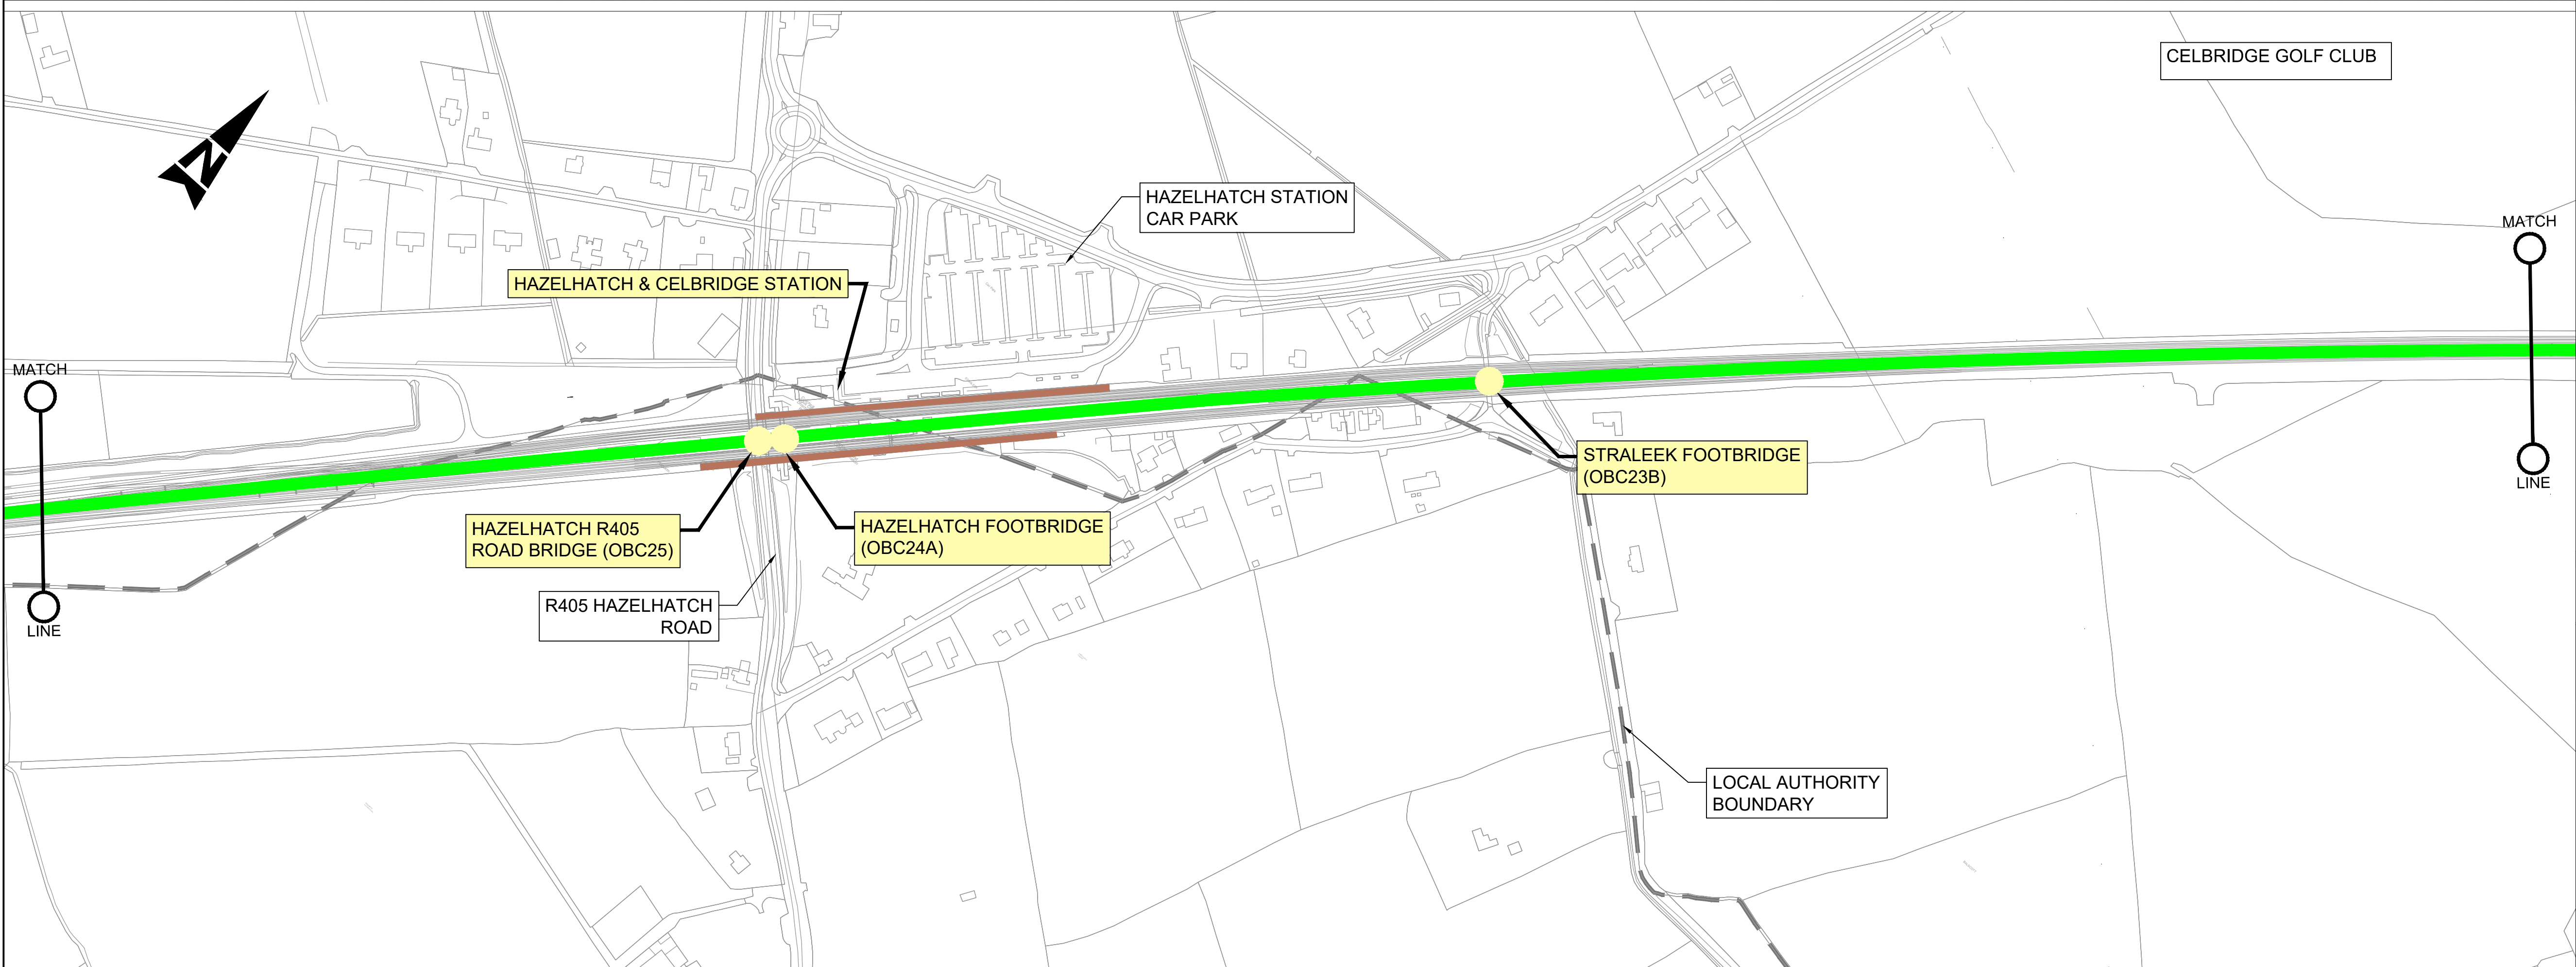 CELBRIDGE GOLF CLUB
N
HAZELHATCH STATION
CAR PARK
MATCH
HAZELHATCH & CELBRIDGE STATION
MATCH
STRALEEK FOOTBRIDGE
(OBC23B)
LINE
HAZELHATCH R405
ROAD BRIDGE (OBC25)
HAZELHATCH FOOTBRIDGE
(OBC24A)
R405 HAZELHATCH
ROAD
LINE
LOCAL AUTHORITY
BOUNDARY